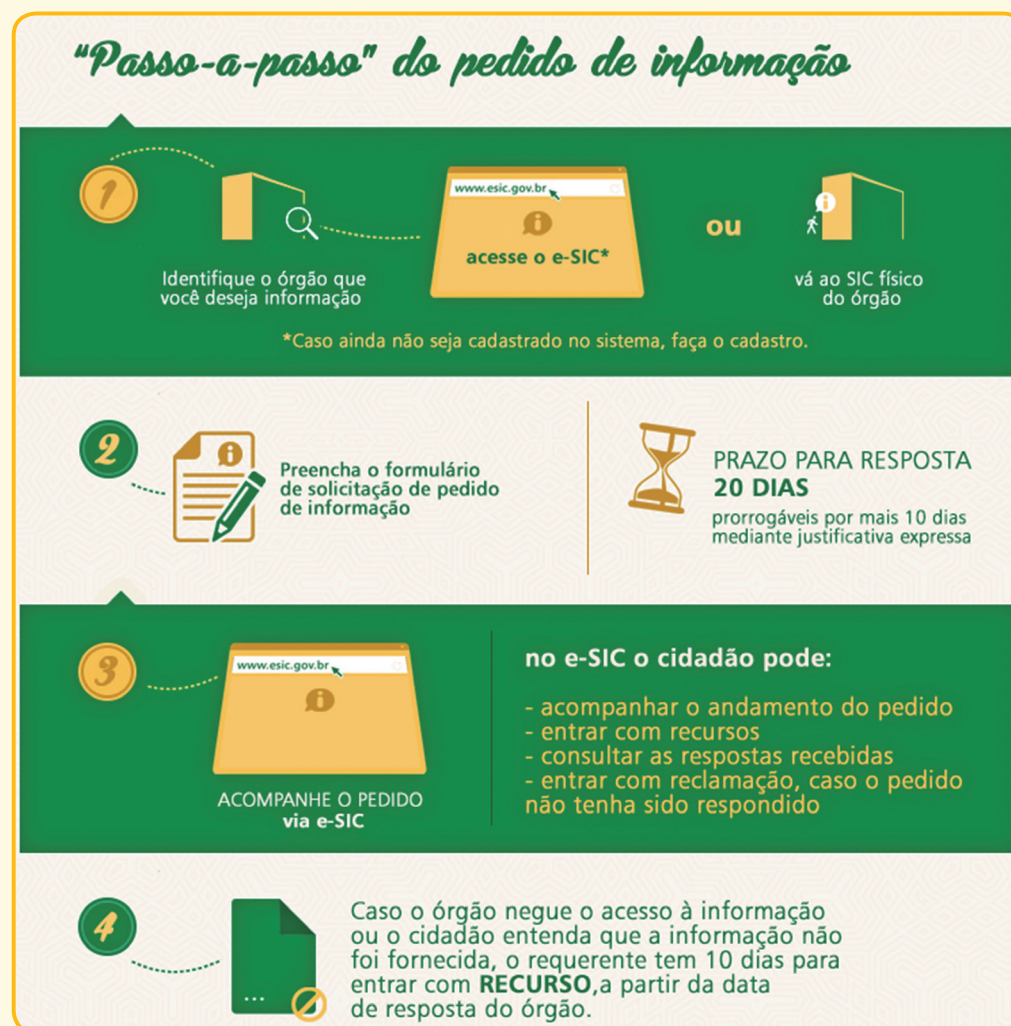 “Passo-a-passo” do pedido de informação
1
www.esic.gov.br
acesse o e-SIC*
ou
Identifique o órgão que
você deseja informação
vá ao SIC físico
do órgão
*Caso ainda não seja cadastrado no sistema, faça o cadastro.
2
Preencha o formulário
de solicitação de pedido
de informação
PRAZO PARA RESPOSTA
20 DIAS
prorrogáveis por mais 10 dias
mediante justificativa expressa
3
www.esic.gov.br
ACOMPANHE O PEDIDO
via e-SIC
no e-SIC o cidadão pode:
- acompanhar o andamento do pedido
- entrar com recursos
- consultar as respostas recebidas
- entrar com reclamação, caso o pedido
não tenha sido respondido
4
...
Caso o órgão negue o acesso à informação
ou o cidadão entenda que a informação não
foi fornecida, o requerente tem 10 dias para
entrar com RECURSO,a partir da data
de resposta do órgão.